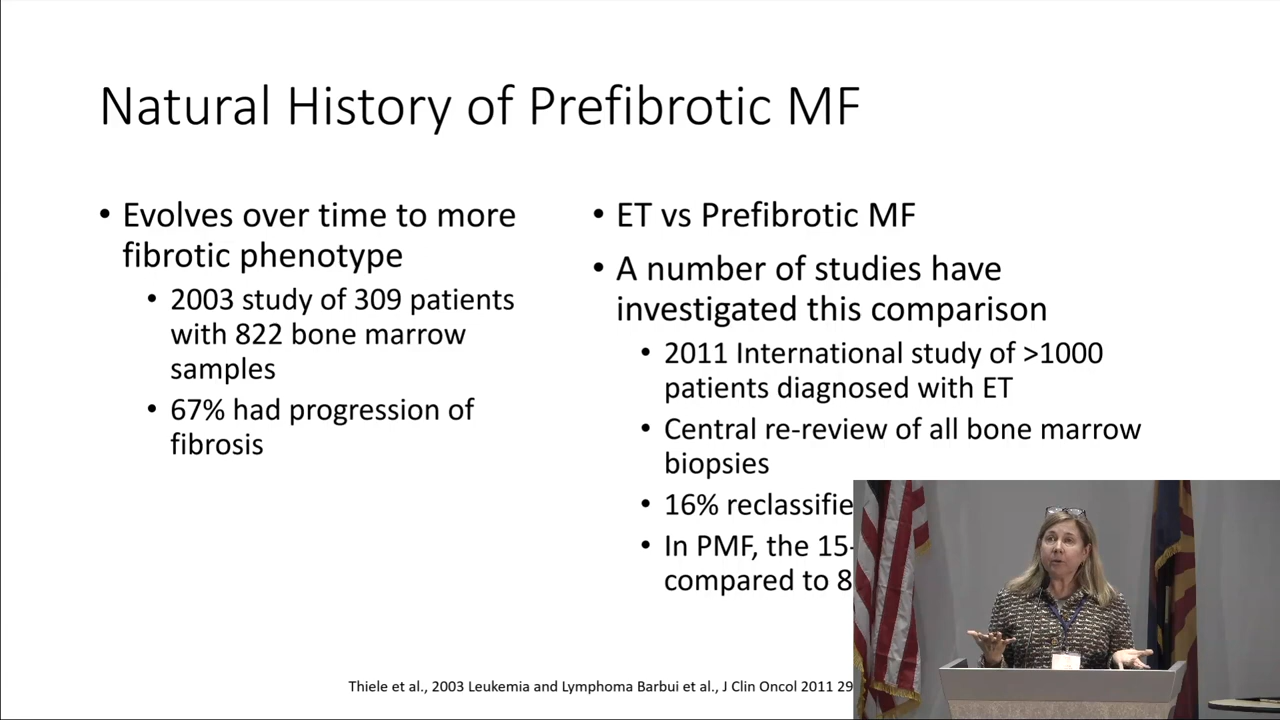 Natural History of Prefibrotic MF
• Evolves over time to more
fibrotic phenotype
• 2003 study of 309 patients
with 822 bone marrow
samples
• 67% had progression of
fibrosis
• ET vs Prefibrotic MF
• A number of studies have
investigated this comparison
• 2011 International study of >1000
patients diagnosed with ET
• Central re-review of all bone marrow
biopsies
• 16% reclassifie
• In PMF, the 15-
compared to 8
Thiele et al., 2003 Leukemia and Lymphoma Barbui et al., J Clin Oncol 2011 29